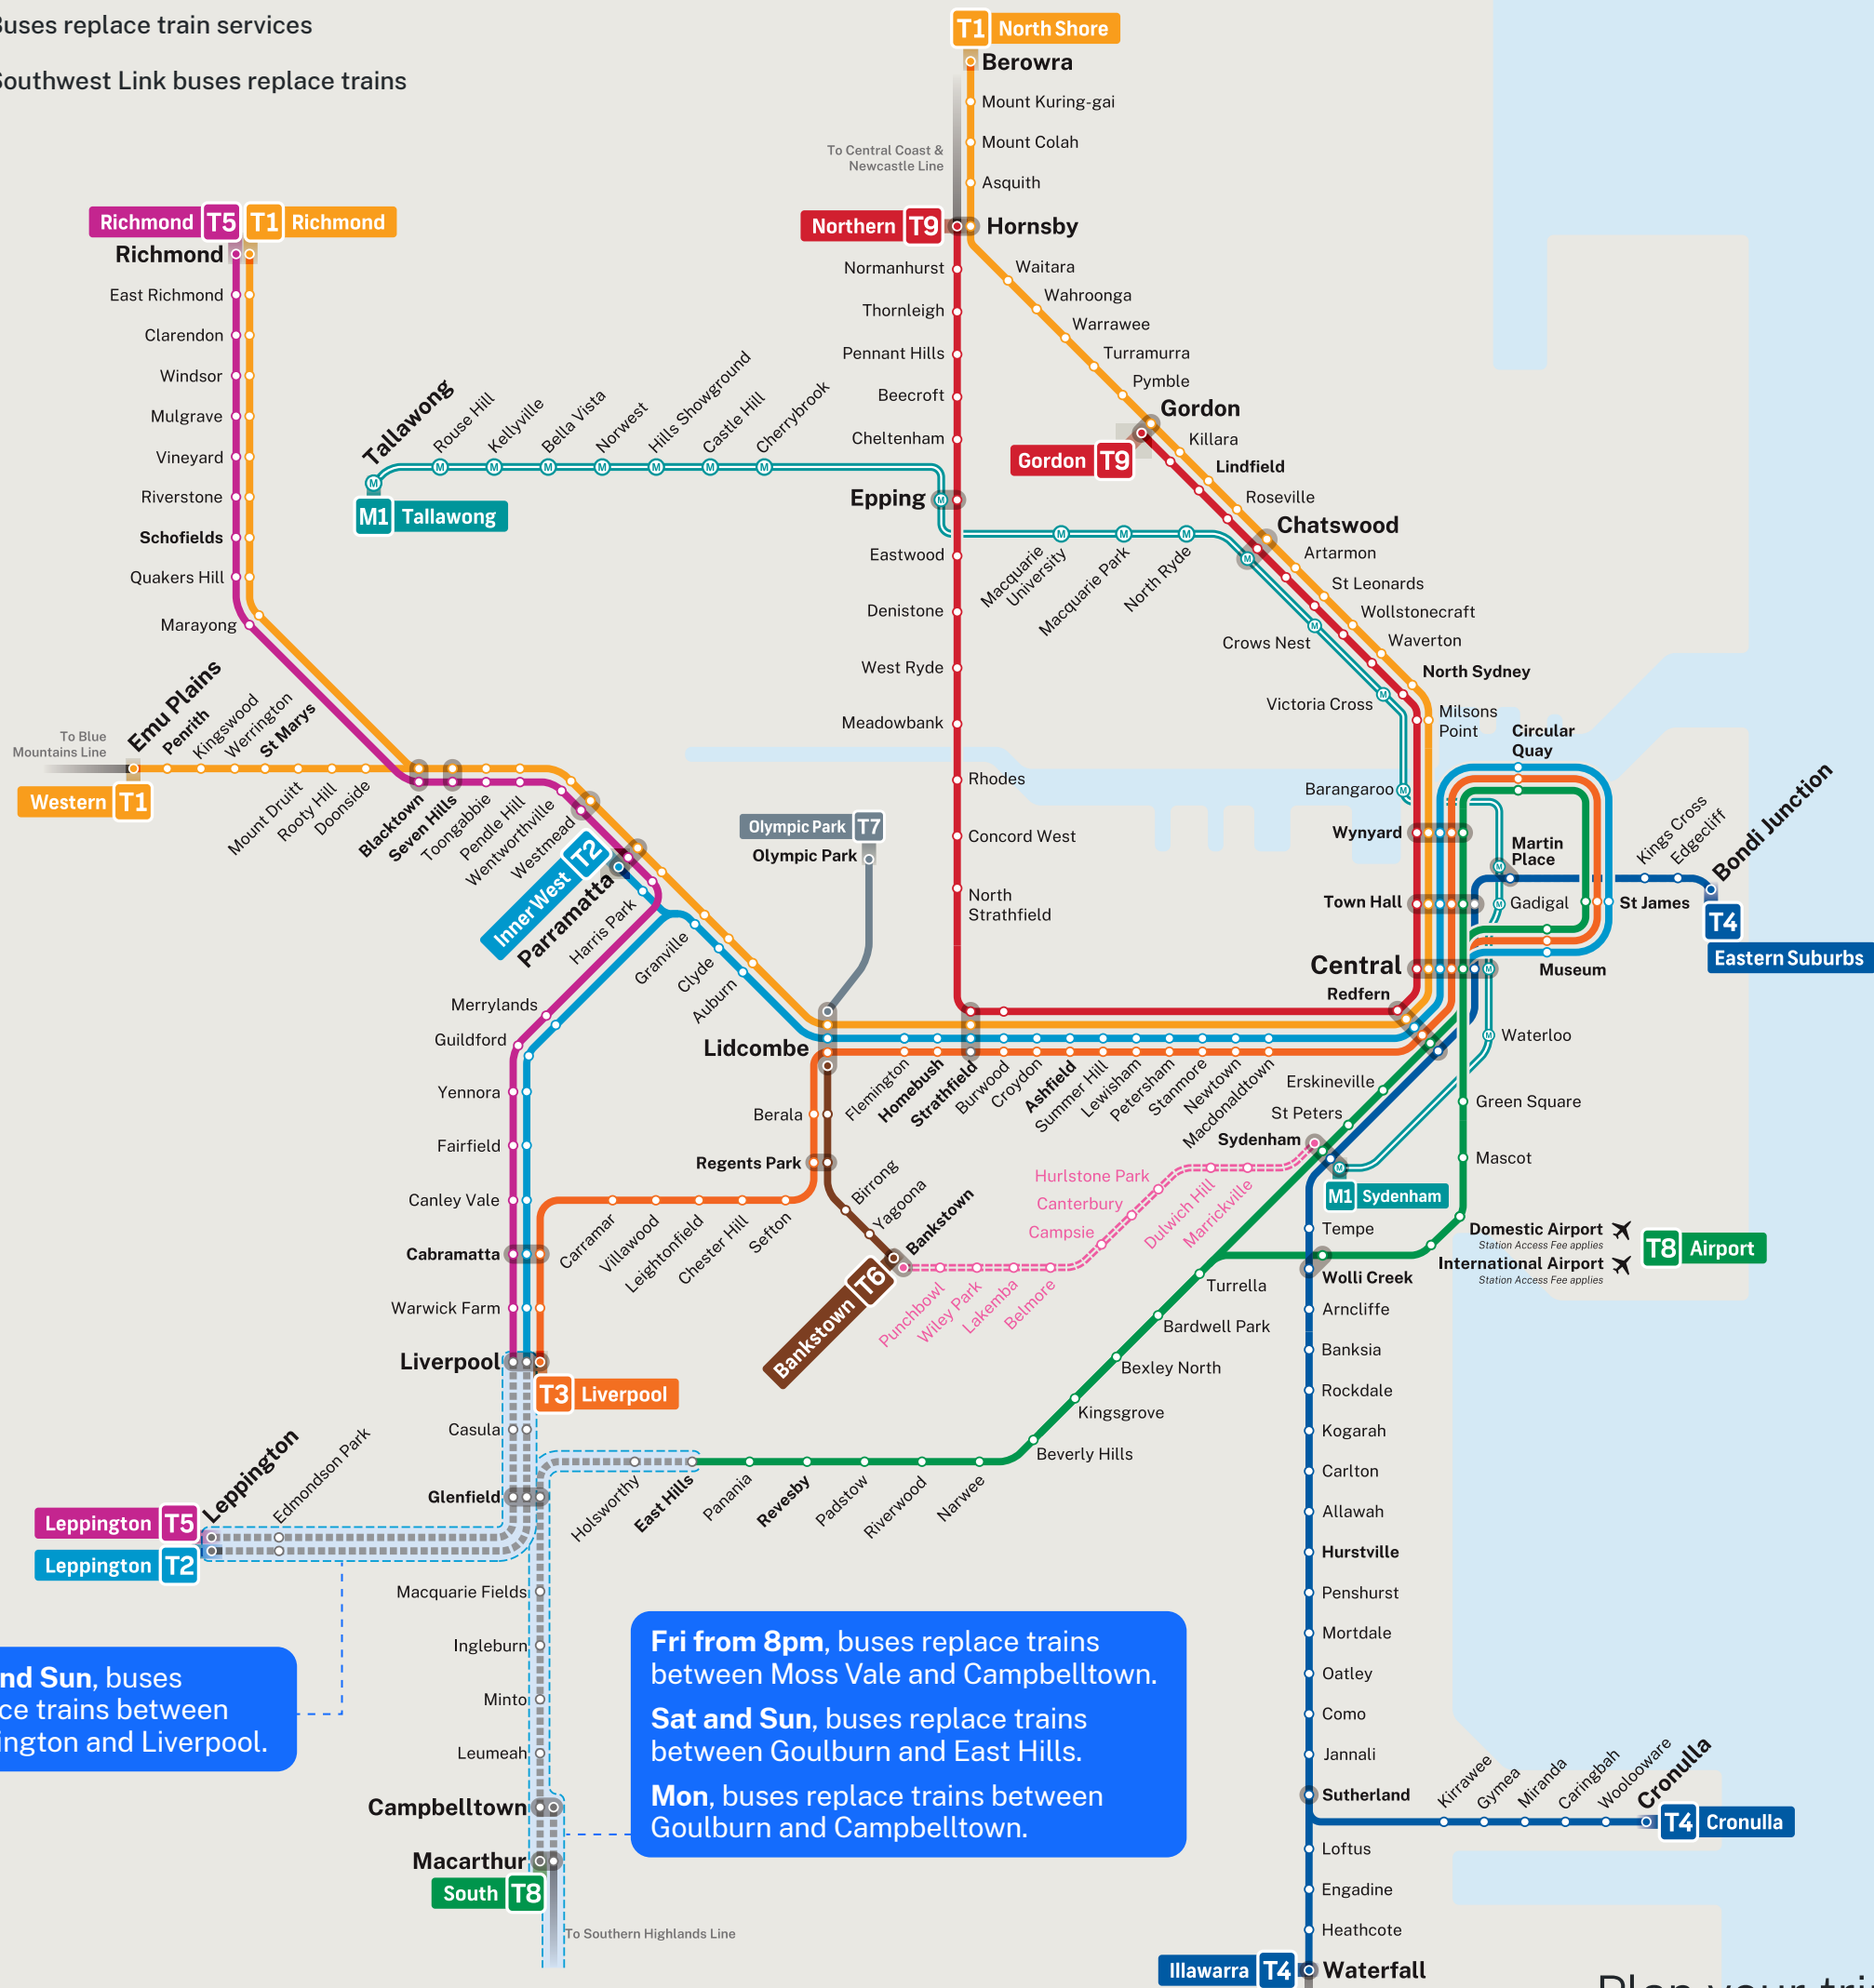 Buses replace train services
Southwest Link buses replace trains
T1 North Shore
Berowra
Mount Kuring-gai
Mount Colah
Asquith
To Central Coast &
Newcastle Line
Northern T9
Hornsby
Richmond T5
T1 Richmond
Richmond
East Richmond
Clarendon
Windsor
Mulgrave
Vineyard
Riverstone
Schofields
Quakers Hill
Marayong
Normanhurst
Thornleigh
Pennant Hills
Beecroft
Cheltenham
Epping
Eastwood
Denistone
West Ryde
Meadowbank
Rhodes
Concord West
North
Strathfield
Waitara
Wahroonga
Warrawee
Turramurra
Pymble
Gordon
Gordon T9
Killara
Lindfield
Roseville
Chatswood
Artarmon
St Leonards
Wollstonecraft
Waverton
North Sydney
Milsons
Point
Tallawong
M1 Tallawong
Rouse Hill
Kellyville
Bella Vista
Norwest
Hills Showground
Castle Hill
Cherrybrook
Macquarie
University
Macquarie Park
North Ryde
Crows Nest
Victoria Cross
Barangaroo
To Blue
Mountains Line
Western T1
Emu Plains
Penrith
Kingswood
Werrington
St Marys
Mount Druitt
Rooty Hill
Doonside
Blacktown
Seven Hills
Toongabbie
Pendle Hill
Wentworthville
Westmead
Inner West T2
Parramatta
Harris Park
Granville
Clyde
Auburn
Olympic Park T7
Olympic Park
Lidcombe
Circular
Quay
Wynyard
Martin
Place
Kings Cross
Edgecliff
Bondi Junction
T4
Eastern Suburbs
Town Hall
Gadigal
St James
Central
Museum
Redfern
Waterloo
Merrylands
Guildford
Yennora
Fairfield
Canley Vale
Cabramatta
Warwick Farm
Liverpool
T3 Liverpool
Casula
Glenfield
Berala
Regents Park
Birrong
Yagoona
Bankstown
Bankstown T6
Carramar
Villawood
Leightonfield
Chester Hill
Sefton
Flemington
Homebush
Strathfield
Burwood
Croydon
Ashfield
Summer Hill
Lewisham
Petersham
Stanmore
Newtown
Macdonaldtown
Erskineville
St Peters
Sydenham
M1 Sydenham
Green Square
Mascot
Hurlstone Park
Canterbury
Campsie
Dulwich Hill
Marrickville
Punchbowl
Wiley Park
Lakemba
Belmore
Tempe
Domestic Airport
Station Access Fee applies
International Airport
Station Access Fee applies
T8 Airport
Wolli Creek
Turrella
Bardwell Park
Bexley North
Kingsgrove
Beverly Hills
Narwee
Riverwood
Padstow
Revesby
Panania
East Hills
Holsworthy
Arncliffe
Banksia
Rockdale
Kogarah
Carlton
Allawah
Hurstville
Penshurst
Mortdale
Oatley
Como
Jannali
Sutherland
Loftus
Engadine
Heathcote
Illawarra T4
Waterfall
Kirrawee
Gymea
Miranda
Caringbah
Woolooware
Cronulla
T4 Cronulla
Leppington
Edmondson Park
Leppington T5
Leppington T2
Macquarie Fields
Ingleburn
Minto
Leumeah
Campbelltown
Macarthur
South T8
To Southern Highlands Line
nd Sun, buses
ce trains between
ington and Liverpool.
Fri from 8pm, buses replace trains
between Moss Vale and Campbelltown.
Sat and Sun, buses replace trains
between Goulburn and East Hills.
Mon, buses replace trains between
Goulburn and Campbelltown.
Plan your tri